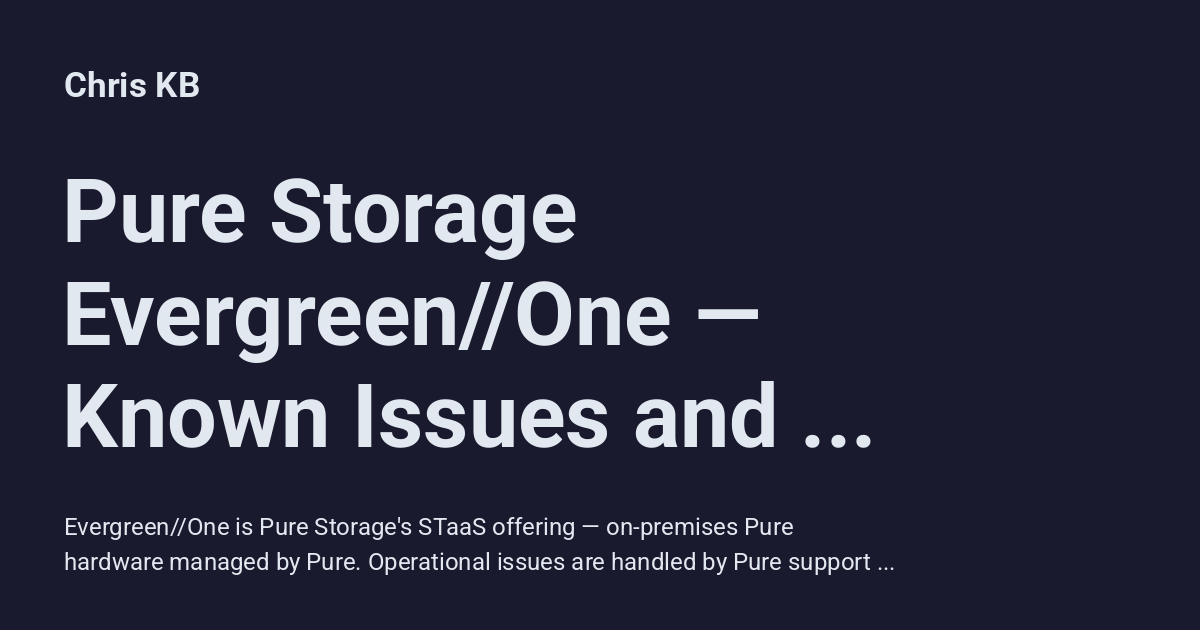 Chris KB
Pure Storage
Evergreen//One —
Known Issues and ...
Evergreen//One is Pure Storage's STaaS offering — on-premises Pure
hardware managed by Pure. Operational issues are handled by Pure support ...